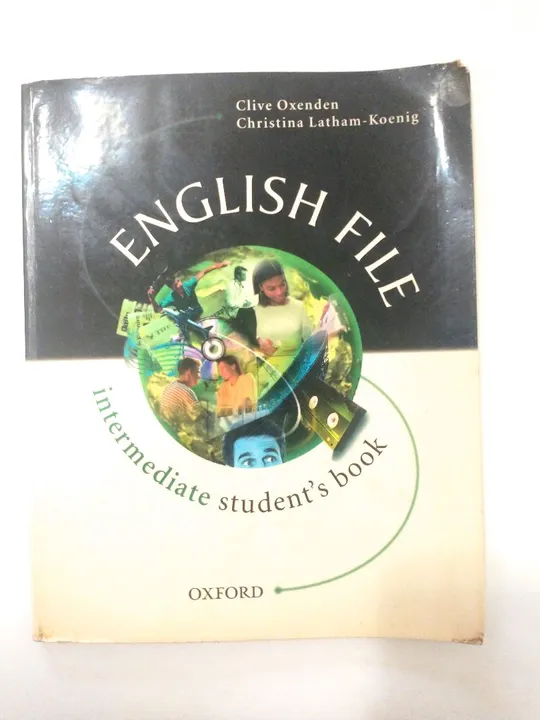 Clive Oxenden
Christina Latham-Koenig
ENGLISH FILE
intermediate student's book
OXFORD